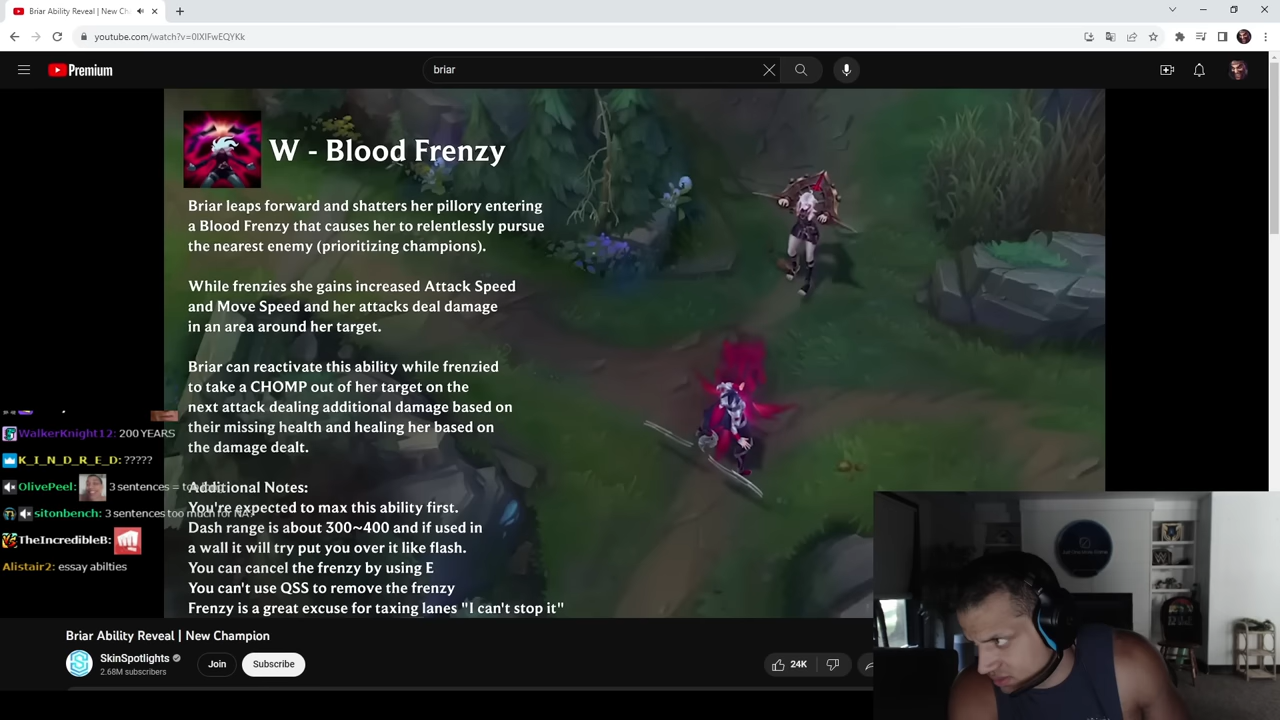 Briar Ability Reveal | New Ch
youtube.com/watch?v=0IXIFwEQYKk
Premium
briar
W - Blood Frenzy
Briar leaps forward and shatters her pillory entering
a Blood Frenzy that causes her to relentlessly pursue
the nearest enemy (prioritizing champions).
While frenzies she gains increased Attack Speed
and Move Speed and her attacks deal damage
in an area around her target.
Briar can reactivate this ability while frenzied
to take a CHOMP out of her target on the
next attack dealing additional damage based on
their missing health and healing her based on
the damage dealt.
Additional Notes:
You're expected to max this ability first.
Dash range is about 300~400 and if used in
a wall it will try put you over it like flash.
You can cancel the frenzy by using E
You can't use QSS to remove the frenzy
Frenzy is a great excuse for taxing lanes "I can't stop it"
WalkerKnight12: 200 YEARS
K_I_N_D_R_E_D: ?????
OlivePeel: 3 sentences =
sitonbench: 3 sentences too much for NA?
TheIncredibleB:
Alistair2: essay abilties
Briar Ability Reveal | New Champion
SkinSpotlights
2.68M subscribers
Join
Subscribe
24K